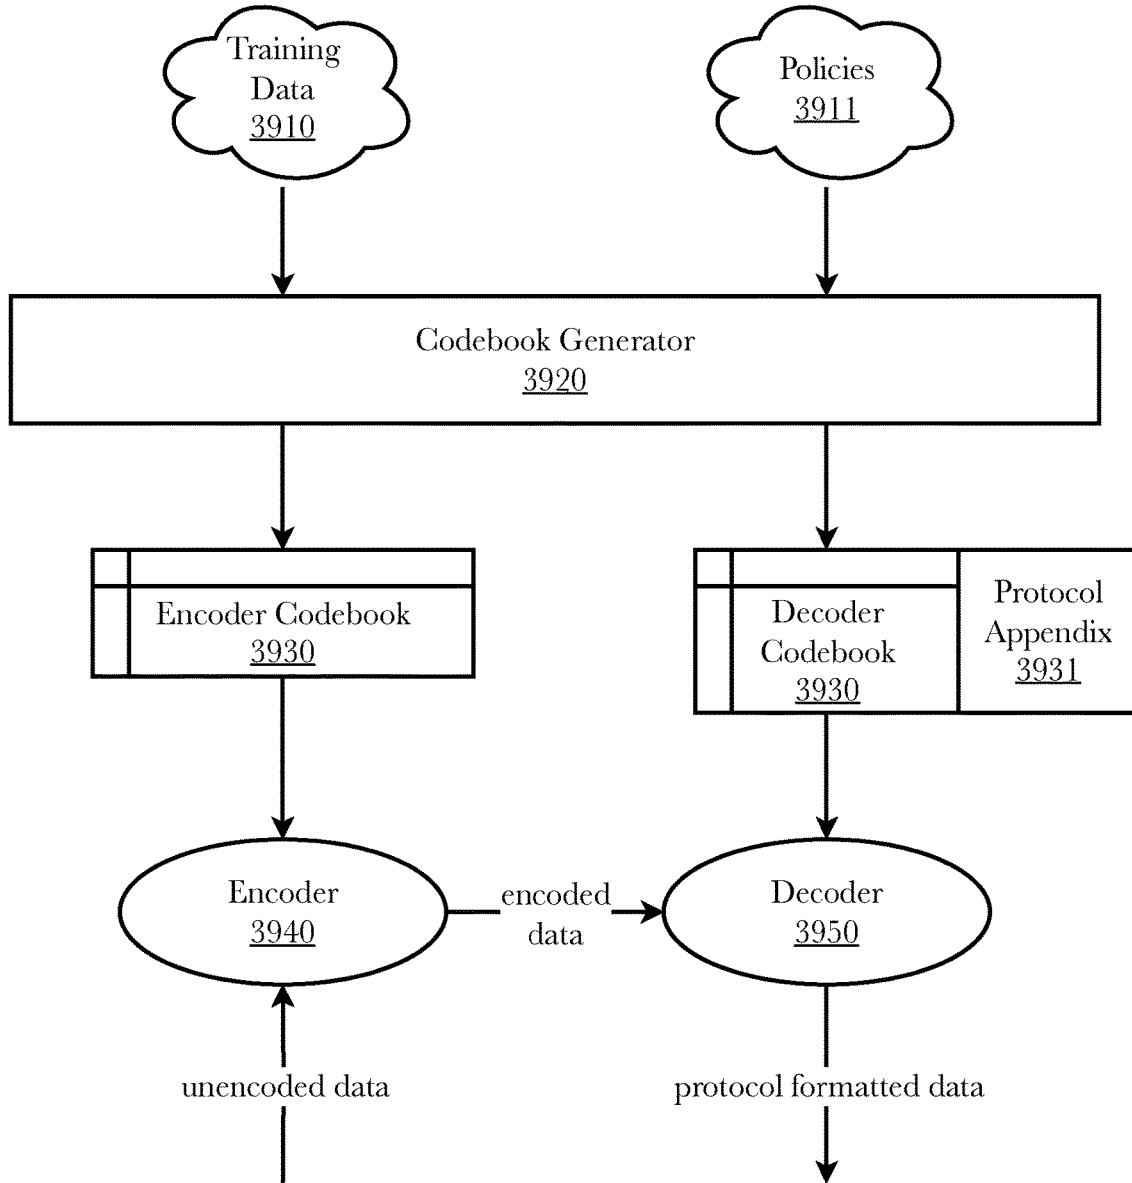 Training
Data
3910
Policies
3911
Codebook Generator
3920
Encoder Codebook
3930
Decoder
Codebook
3930
Protocol
Appendix
3931
Encoder
3940
encoded
data
Decoder
3950
unencoded data
protocol formatted data